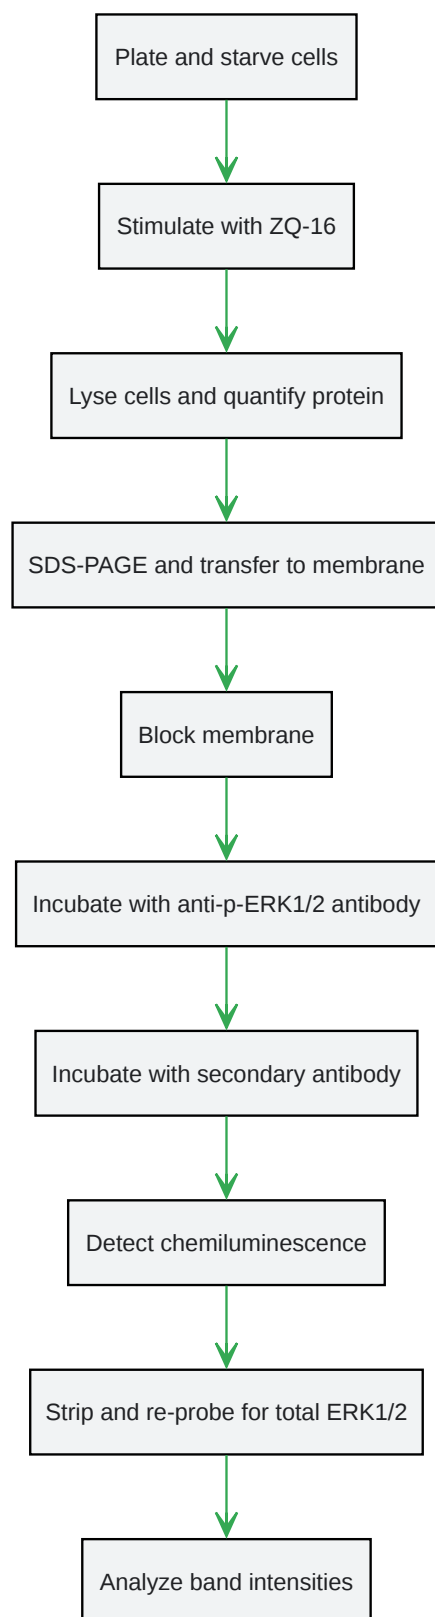 Plate and starve cells
Stimulate with ZQ-16
Lyse cells and quantify protein
SDS-PAGE and transfer to membrane
Block membrane
Incubate with anti-p-ERK1/2 antibody
Incubate with secondary antibody
Detect chemiluminescence
Strip and re-probe for total ERK1/2
Analyze band intensities